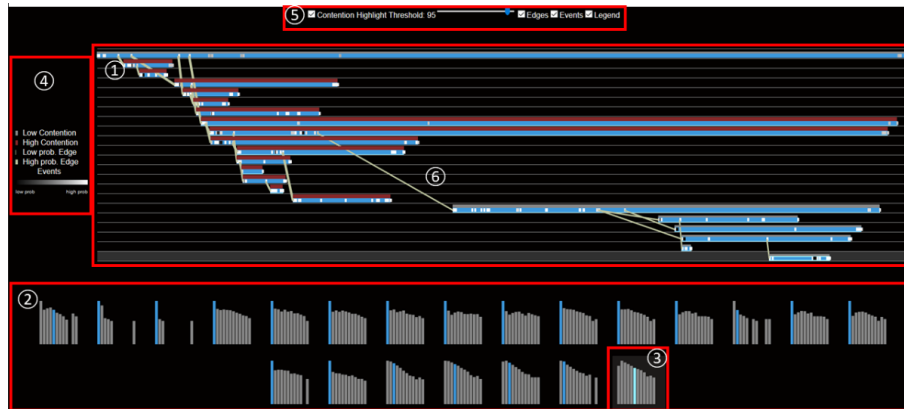 ⑤ Contention Highlight Threshold: 95 Edges Events Legend
①
④
Low Contention
High Contention
Low prob. Edge
High prob. Edge
Events
low prob high prob
⑥
②
③